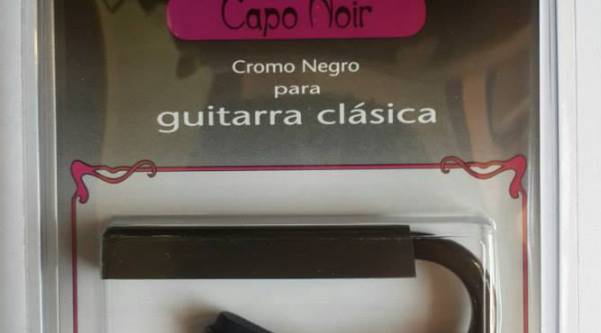 Capo Noir
Cromo Negro
para
guitarra clásica